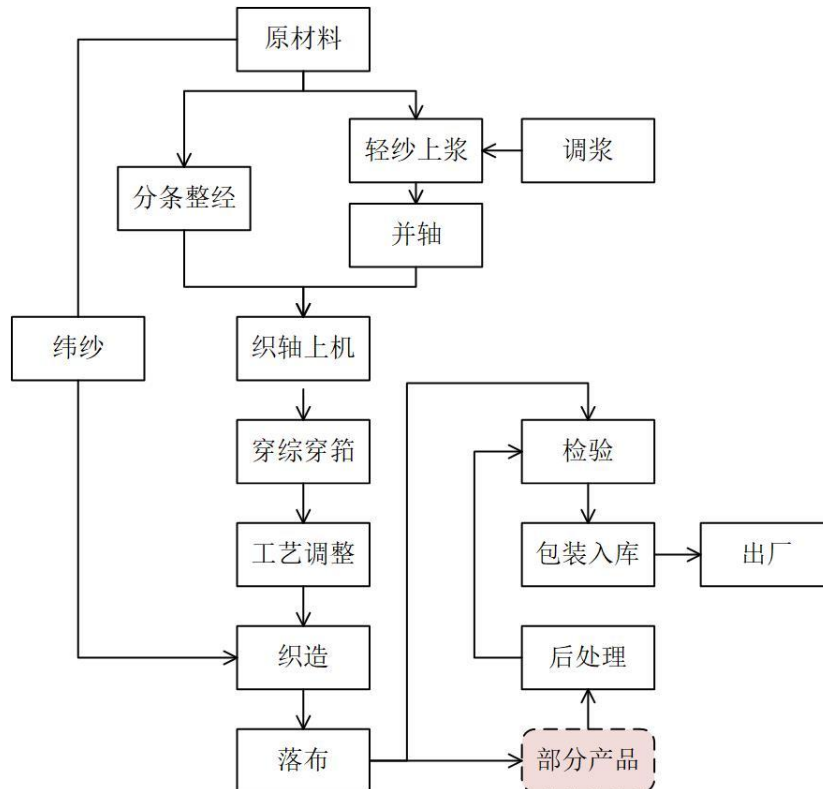 原材料
轻纱上浆
调浆
分条整经
并轴
纬纱
织轴上机
穿综穿筘
检验
工艺调整
包装入库
出厂
织造
后处理
落布
部分产品